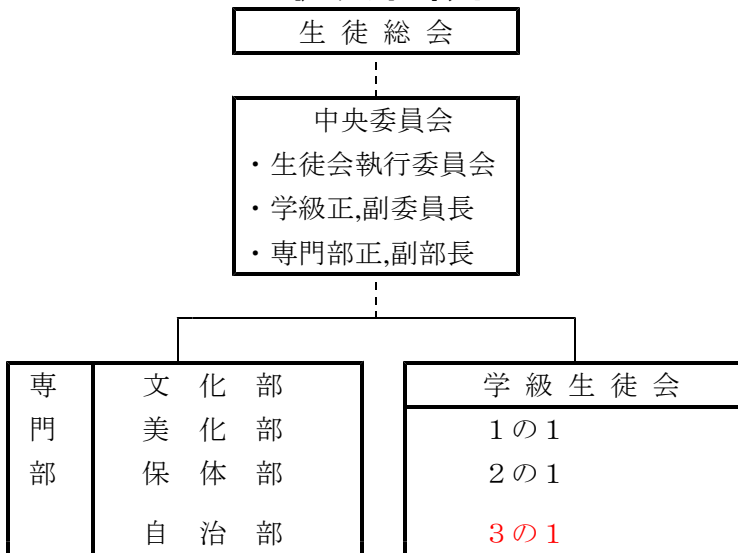 生徒総会
中央委員会
・生徒会執行委員会
・学級正,副委員長
・専門部正,副部長
専門部
文化部
美化部
保体部
自治部
学級生徒会
1の1
2の1
3の1